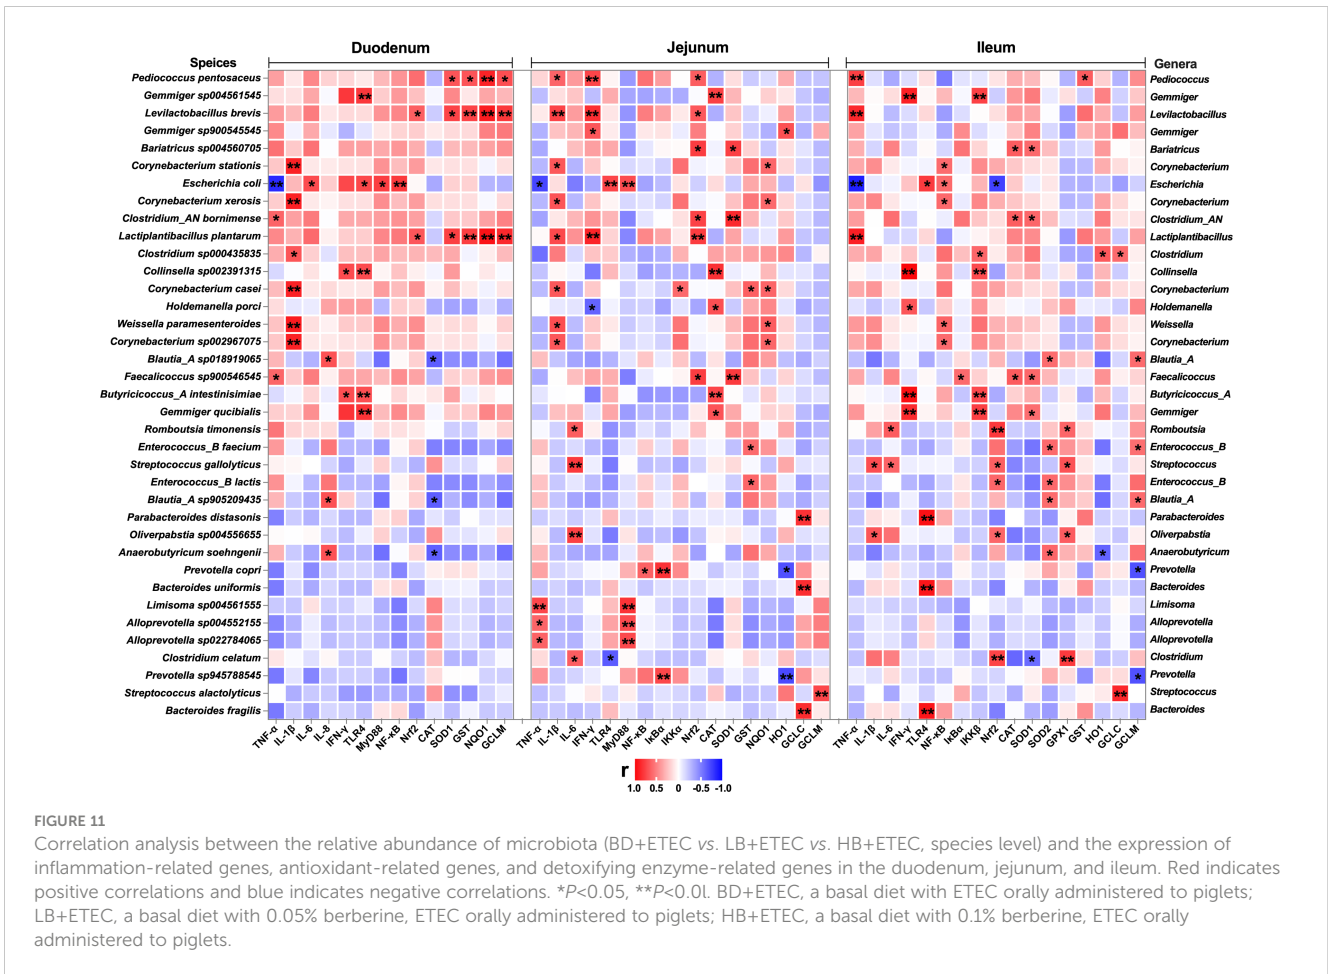 Duodenum Jejunum Ileum
Speices Genera
Pediococcus pentosaceus * * ** * * ** * ** * Pediococcus
Gemmiger sp004561545 ** ** ** ** Gemmiger
Levilactobacillus brevis * * ** ** ** ** ** * ** Levilactobacillus
Gemmiger sp900545545 * * Gemmiger
Bariatricus sp004560705 * * * * Bariatricus
Corynebacterium stationis ** * * * Corynebacterium
Escherichia coli ** * * * ** * ** ** ** * * * Escherichia
Corynebacterium xerosis ** * * * Corynebacterium
Clostridium_AN bornimense * * ** * * Clostridium_AN
Lactiplantibacillus plantarum * * ** ** ** * ** ** ** Lactiplantibacillus
Clostridium sp000435835 * * * * Clostridium
Collinsella sp002391315 * ** ** ** ** Collinsella
Corynebacterium casei ** * * * * Corynebacterium
Holdemanella porci * * * Holdemanella
Weissella paramesenteroides ** * * * Weissella
Corynebacterium sp002967075 ** * * * Corynebacterium
Blautia_A sp018919065 * * * * Blautia_A
Faecalicoccus sp900546545 * * ** * * * Faecalicoccus
Butyricicoccus_A intestinisimiae * ** ** ** ** Butyricicoccus_A
Gemmiger qucibialis ** * ** ** * Gemmiger
Romboutsia timonensis * * ** * Romboutsia
Enterococcus_B faecium * * * Enterococcus_B
Streptococcus gallolyticus ** * * * * Streptococcus
Enterococcus_B lactis * * * Enterococcus_B
Blautia_A sp905209435 * * * * Blautia_A
Parabacteroides distasonis ** ** Parabacteroides
Oliverpabstia sp004556655 ** * * * Oliverpabstia
Anaerobutyricum soehngenii * * * * Anaerobutyricum
Prevotella copri * ** * * Prevotella
Bacteroides uniformis ** ** Bacteroides
Limisoma sp004561555 ** ** Limisoma
Alloprevotella sp004552155 * ** Alloprevotella
Alloprevotella sp022784065 * ** Alloprevotella
Clostridium celatum * * ** * ** Clostridium
Prevotella sp945788545 ** ** * Prevotella
Streptococcus alactolyticus ** ** Streptococcus
Bacteroides fragilis ** ** Bacteroides
TNF-α IL-1β IL-6 IL-8 IFN-γ TLR4 MyD88 NF-κB Nrf2 CAT SOD1 GST NQO1 GCLM TNF-α IL-1β IL-6 IFN-γ TLR4 MyD88 NF-κB IκBα IKKα Nrf2 CAT SOD1 GST NQO1 HO1 GCLC GCLM TNF-α IL-1β IL-6 IFN-γ TLR4 NF-κB IκBα IKKβ Nrf2 CAT SOD1 SOD2 GPX1 GST HO1 GCLC GCLM
r
1.0 0.5 0 -0.5 -1.0
FIGURE 11
Correlation analysis between the relative abundance of microbiota (BD+ETEC vs. LB+ETEC vs. HB+ETEC, species level) and the expression of
inflammation-related genes, antioxidant-related genes, and detoxifying enzyme-related genes in the duodenum, jejunum, and ileum. Red indicates
positive correlations and blue indicates negative correlations. *P<0.05, **P<0.0l. BD+ETEC, a basal diet with ETEC orally administered to piglets;
LB+ETEC, a basal diet with 0.05% berberine, ETEC orally administered to piglets; HB+ETEC, a basal diet with 0.1% berberine, ETEC orally
administered to piglets.